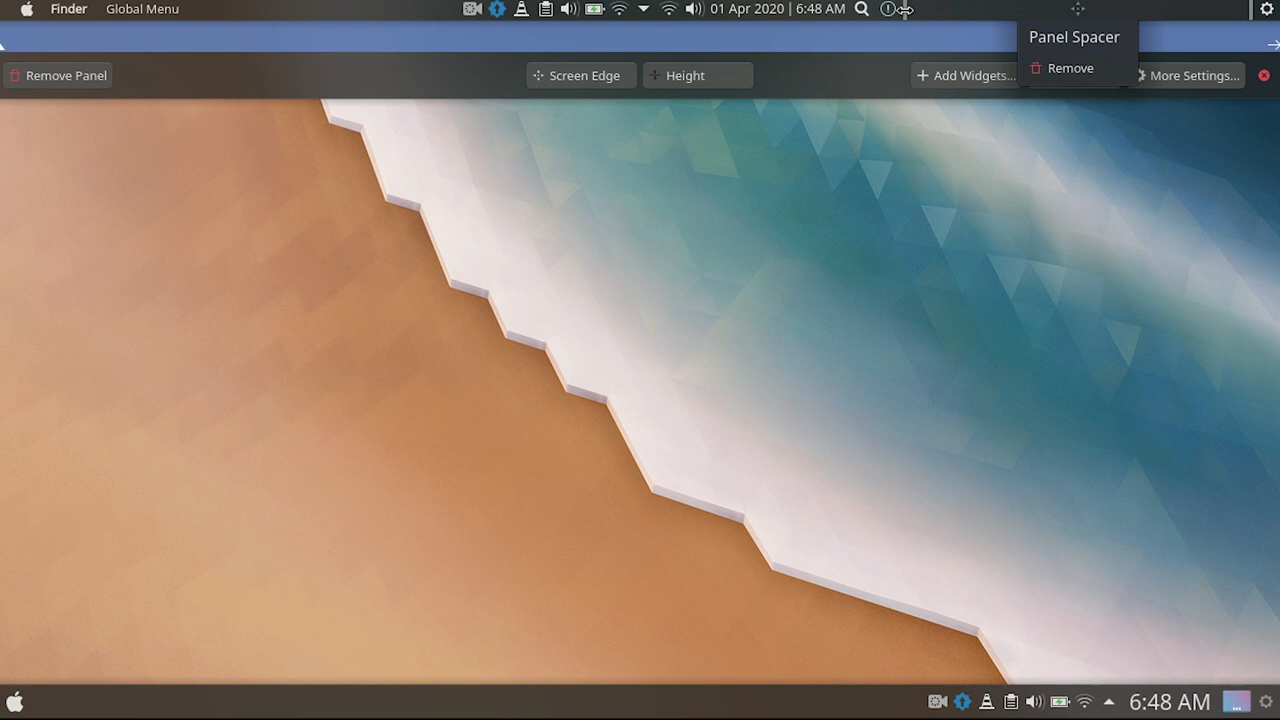 Finder Global Menu 01 Apr 2020 | 6:48 AM
Panel Spacer
Remove
Remove Panel Screen Edge Height Add Widgets... More Settings...
6:48 AM